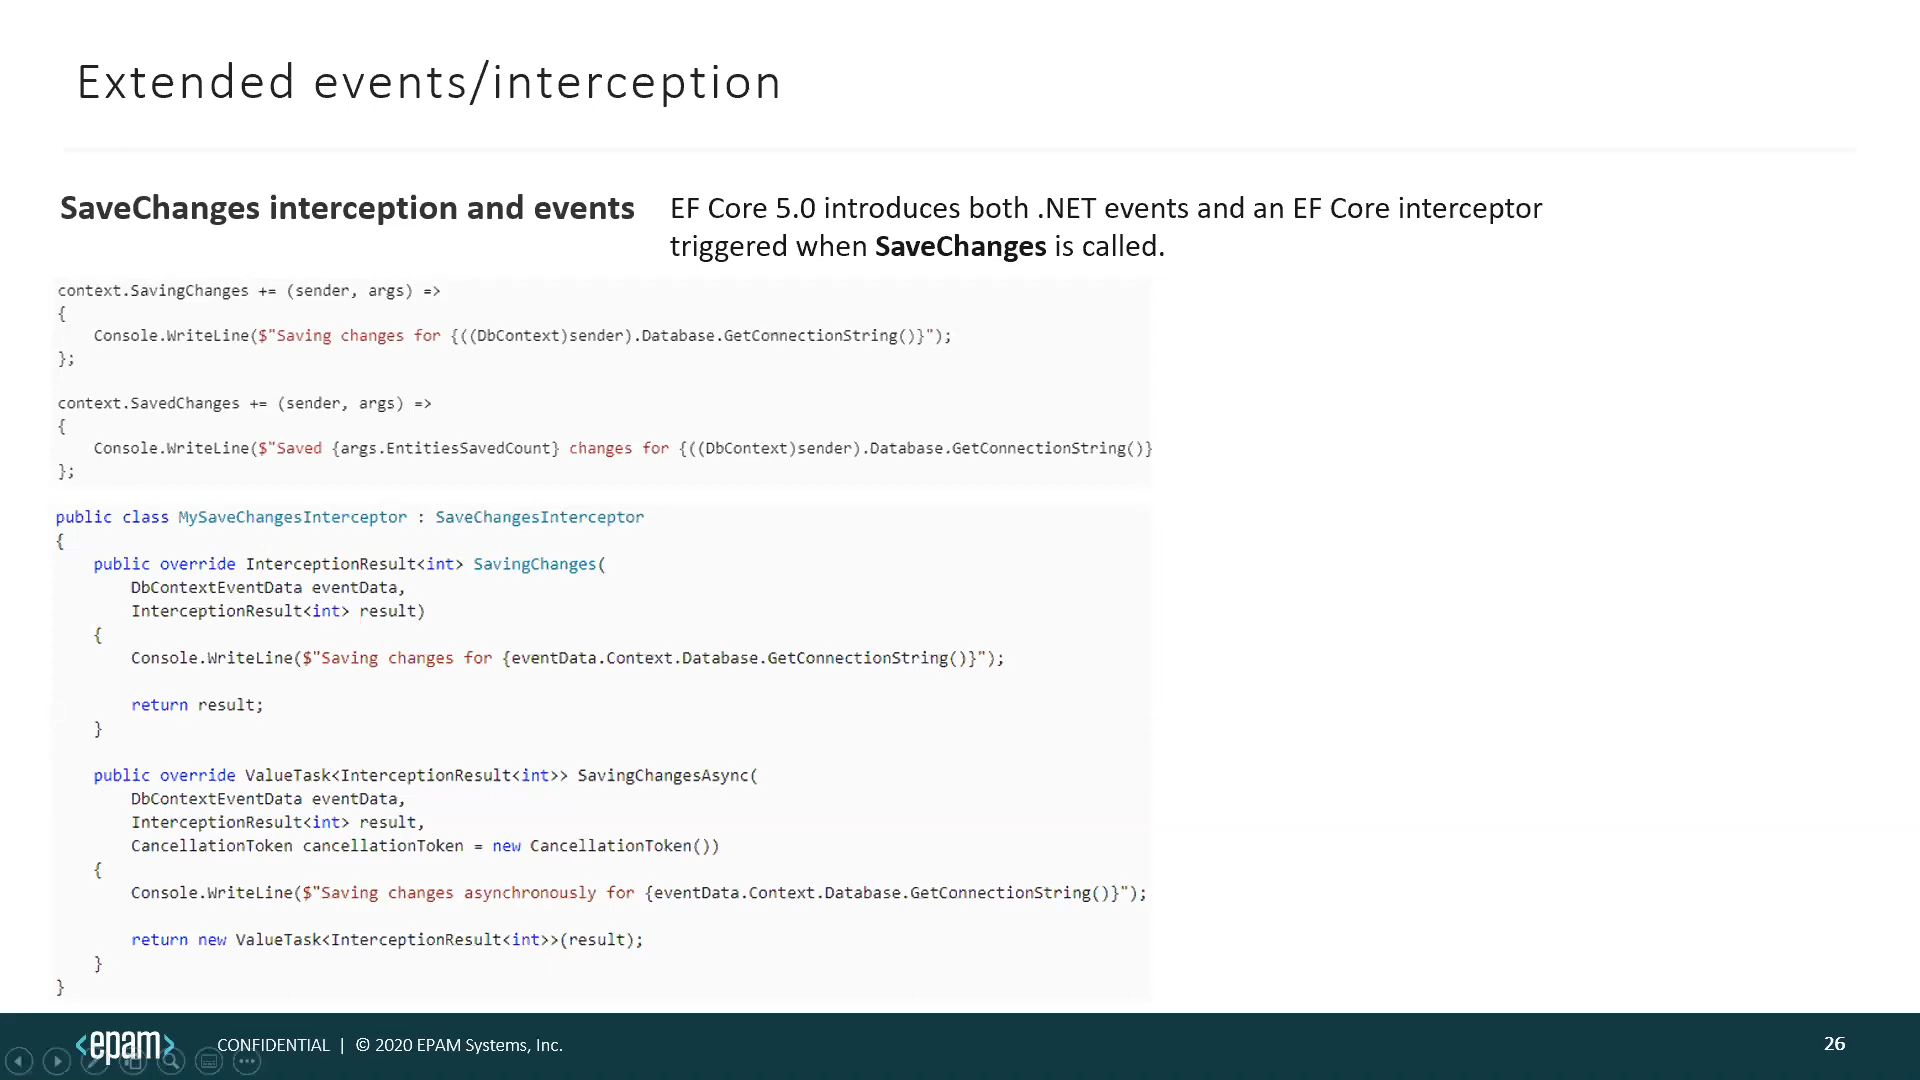 Extended events/interception
SaveChanges interception and events
EF Core 5.0 introduces both .NET events and an EF Core interceptor
triggered when SaveChanges is called.
context.SavingChanges += (sender, args) =>
{
    Console.WriteLine($"Saving changes for {((DbContext)sender).Database.GetConnectionString()}");
};
context.SavedChanges += (sender, args) =>
{
    Console.WriteLine($"Saved {args.EntitiesSavedCount} changes for {((DbContext)sender).Database.GetConnectionString()}
};
public class MySaveChangesInterceptor : SaveChangesInterceptor
{
    public override InterceptionResult<int> SavingChanges(
        DbContextEventData eventData,
        InterceptionResult<int> result)
    {
        Console.WriteLine($"Saving changes for {eventData.Context.Database.GetConnectionString()}");
        return result;
    }
    public override ValueTask<InterceptionResult<int>> SavingChangesAsync(
        DbContextEventData eventData,
        InterceptionResult<int> result,
        CancellationToken cancellationToken = new CancellationToken())
    {
        Console.WriteLine($"Saving changes asynchronously for {eventData.Context.Database.GetConnectionString()}");
        return new ValueTask<InterceptionResult<int>>(result);
    }
}
<epam> CONFIDENTIAL | © 2020 EPAM Systems, Inc.
26